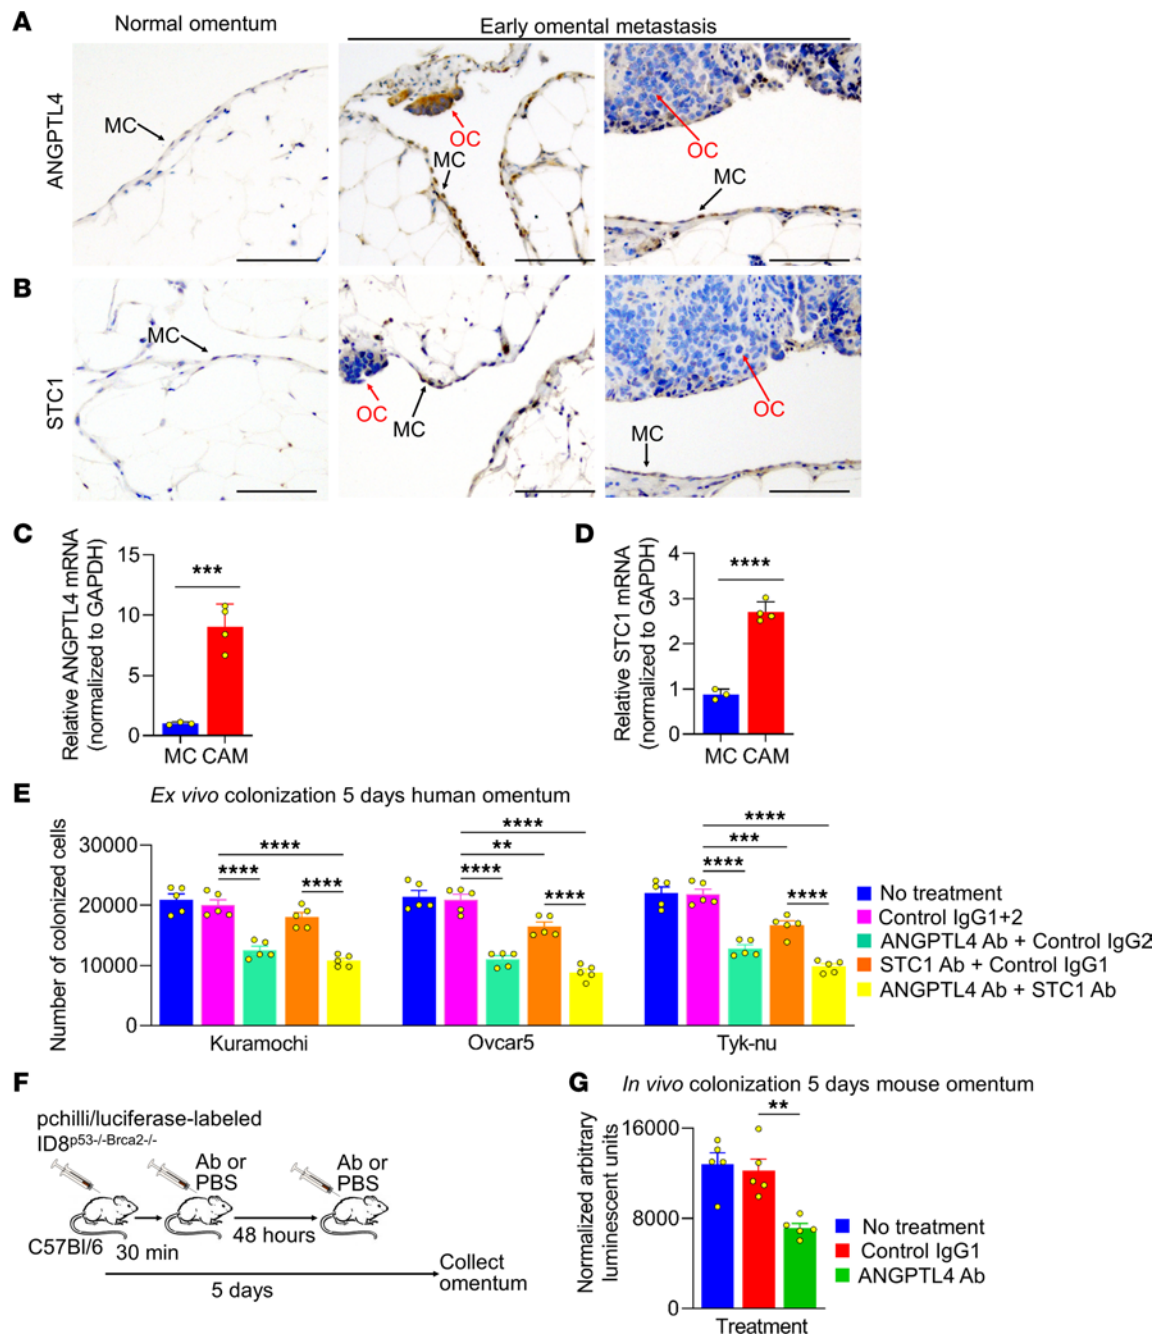 A
Normal omentum
Early omental metastasis
ANGPTL4
MC
OC
MC
OC
MC
B
STC1
MC
OC
MC
OC
MC
C
Relative ANGPTL4 mRNA
(normalized to GAPDH)
15
10
5
0
***
MC CAM
D
Relative STC1 mRNA
(normalized to GAPDH)
4
3
2
1
0
****
MC CAM
E
Ex vivo colonization 5 days human omentum
Number of colonized cells
30000
20000
10000
0
****
****
****
****
**
****
****
****
***
****
****
Kuramochi
Ovcar5
Tyk-nu
No treatment
Control IgG1+2
ANGPTL4 Ab + Control IgG2
STC1 Ab + Control IgG1
ANGPTL4 Ab + STC1 Ab
F
pchilli/luciferase-labeled
ID8p53-/-Brca2-/-
Ab or
PBS
Ab or
PBS
C57Bl/6
30 min
48 hours
5 days
Collect
omentum
G
In vivo colonization 5 days mouse omentum
Normalized arbitrary
luminescent units
16000
8000
0
**
Treatment
No treatment
Control IgG1
ANGPTL4 Ab